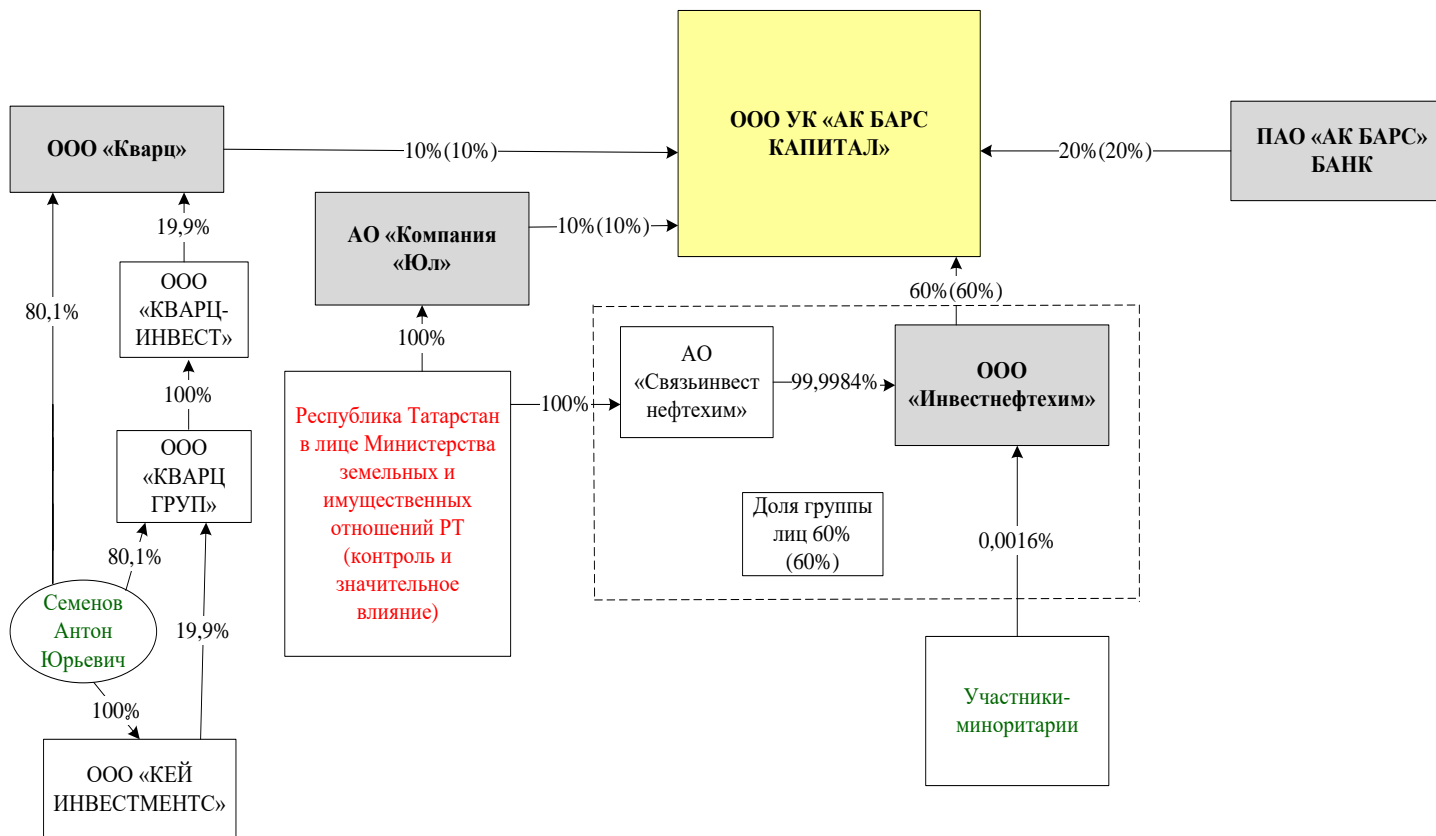 ООО УК «АК БАРС
КАПИТАЛ»
ООО «Кварц»
10%(10%)
20%(20%)
ПАО «АК БАРС»
БАНК
19,9%
АО «Компания
«Юл»
10%(10%)
ООО
«КВАРЦ-
ИНВЕСТ»
80,1%
60%(60%)
100%
100%
АО
«Связьинвест
нефтехим»
99,9984%
ООО
«Инвестнефтехим»
100%
Республика Татарстан
в лице Министерства
земельных и
имущественных
отношений РТ
(контроль и
значительное
влияние)
ООО
«КВАРЦ
ГРУП»
Доля группы
лиц 60%
(60%)
0,0016%
80,1%
Семенов
Антон
Юрьевич
19,9%
100%
Участники-
миноритарии
ООО «КЕЙ
ИНВЕСТМЕНТС»